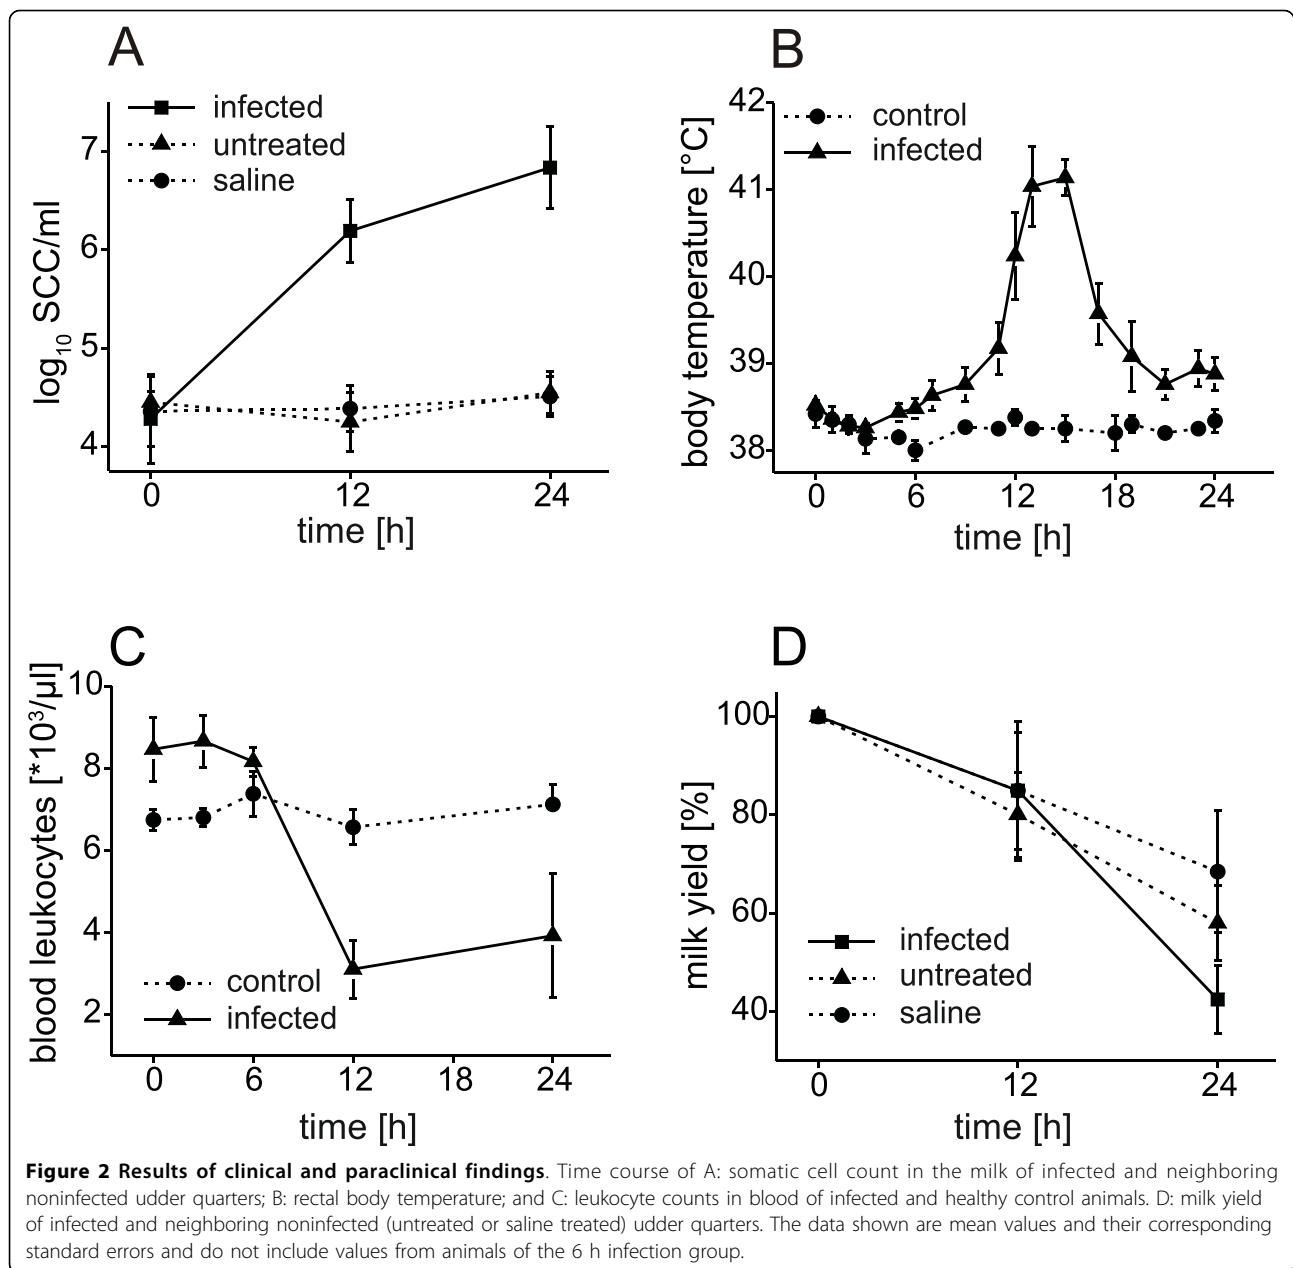 A
infected
untreated
saline
7
6
5
4
log10 SCC/ml
0 12 24
time [h]
B
control
infected
42
41
40
39
38
body temperature [°C]
0 6 12 18 24
time [h]
C
10
8
6
4
2
blood leukocytes [*10³/µl]
control
infected
0 6 12 18 24
time [h]
D
100
80
60
40
milk yield [%]
infected
untreated
saline
0 12 24
time [h]
Figure 2 Results of clinical and paraclinical findings. Time course of A: somatic cell count in the milk of infected and neighboring
noninfected udder quarters; B: rectal body temperature; and C: leukocyte counts in blood of infected and healthy control animals. D: milk yield
of infected and neighboring noninfected (untreated or saline treated) udder quarters. The data shown are mean values and their corresponding
standard errors and do not include values from animals of the 6 h infection group.